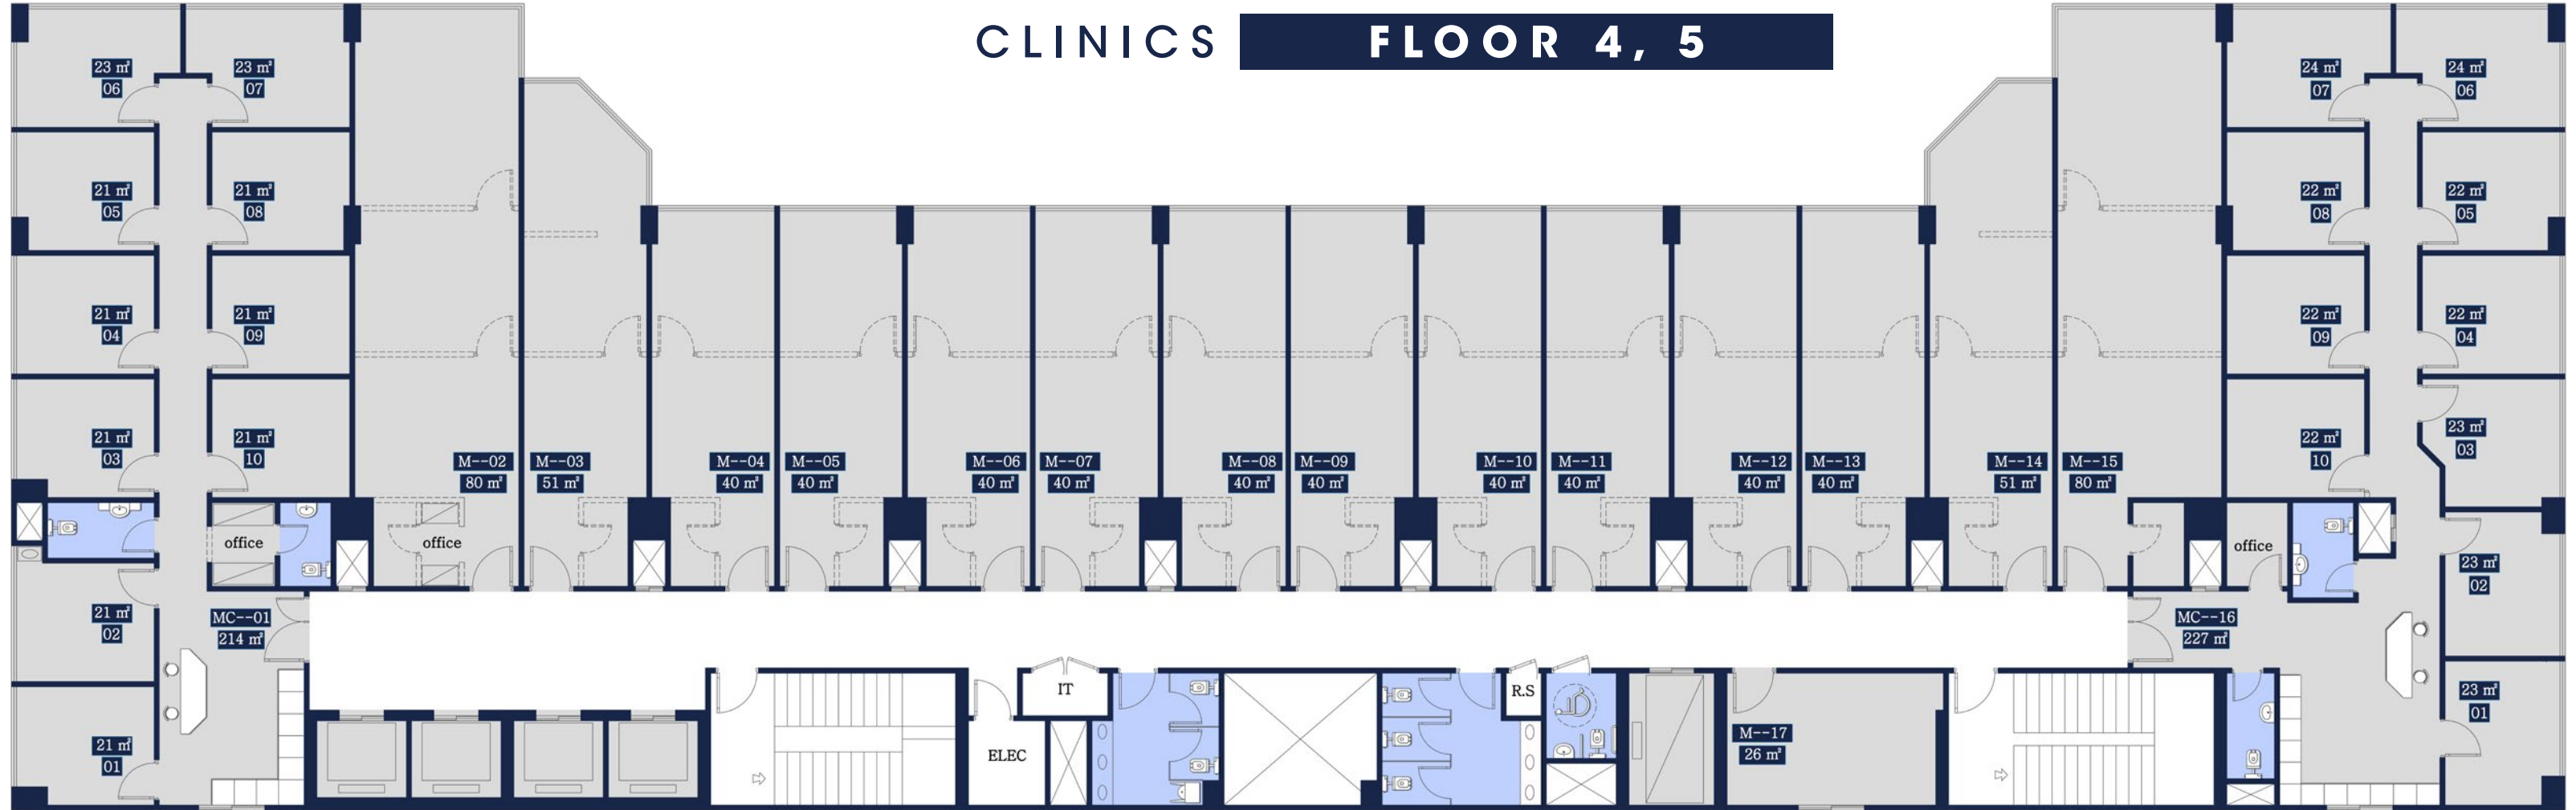 CLINICS FLOOR 4, 5
23 m²
06
23 m²
07
24 m²
07
24 m²
06
21 m²
05
21 m²
08
22 m²
08
22 m²
05
21 m²
04
21 m²
09
22 m²
09
22 m²
04
21 m²
03
21 m²
10
M--02
80 m²
M--03
51 m²
M--04
40 m²
M--05
40 m²
M--06
40 m²
M--07
40 m²
M--08
40 m²
M--09
40 m²
M--10
40 m²
M--11
40 m²
M--12
40 m²
M--13
40 m²
M--14
51 m²
M--15
80 m²
22 m²
10
23 m²
03
office
office
office
21 m²
02
MC--01
214 m²
MC--16
227 m²
23 m²
02
21 m²
01
IT
ELEC
R.S
M--17
26 m²
23 m²
01